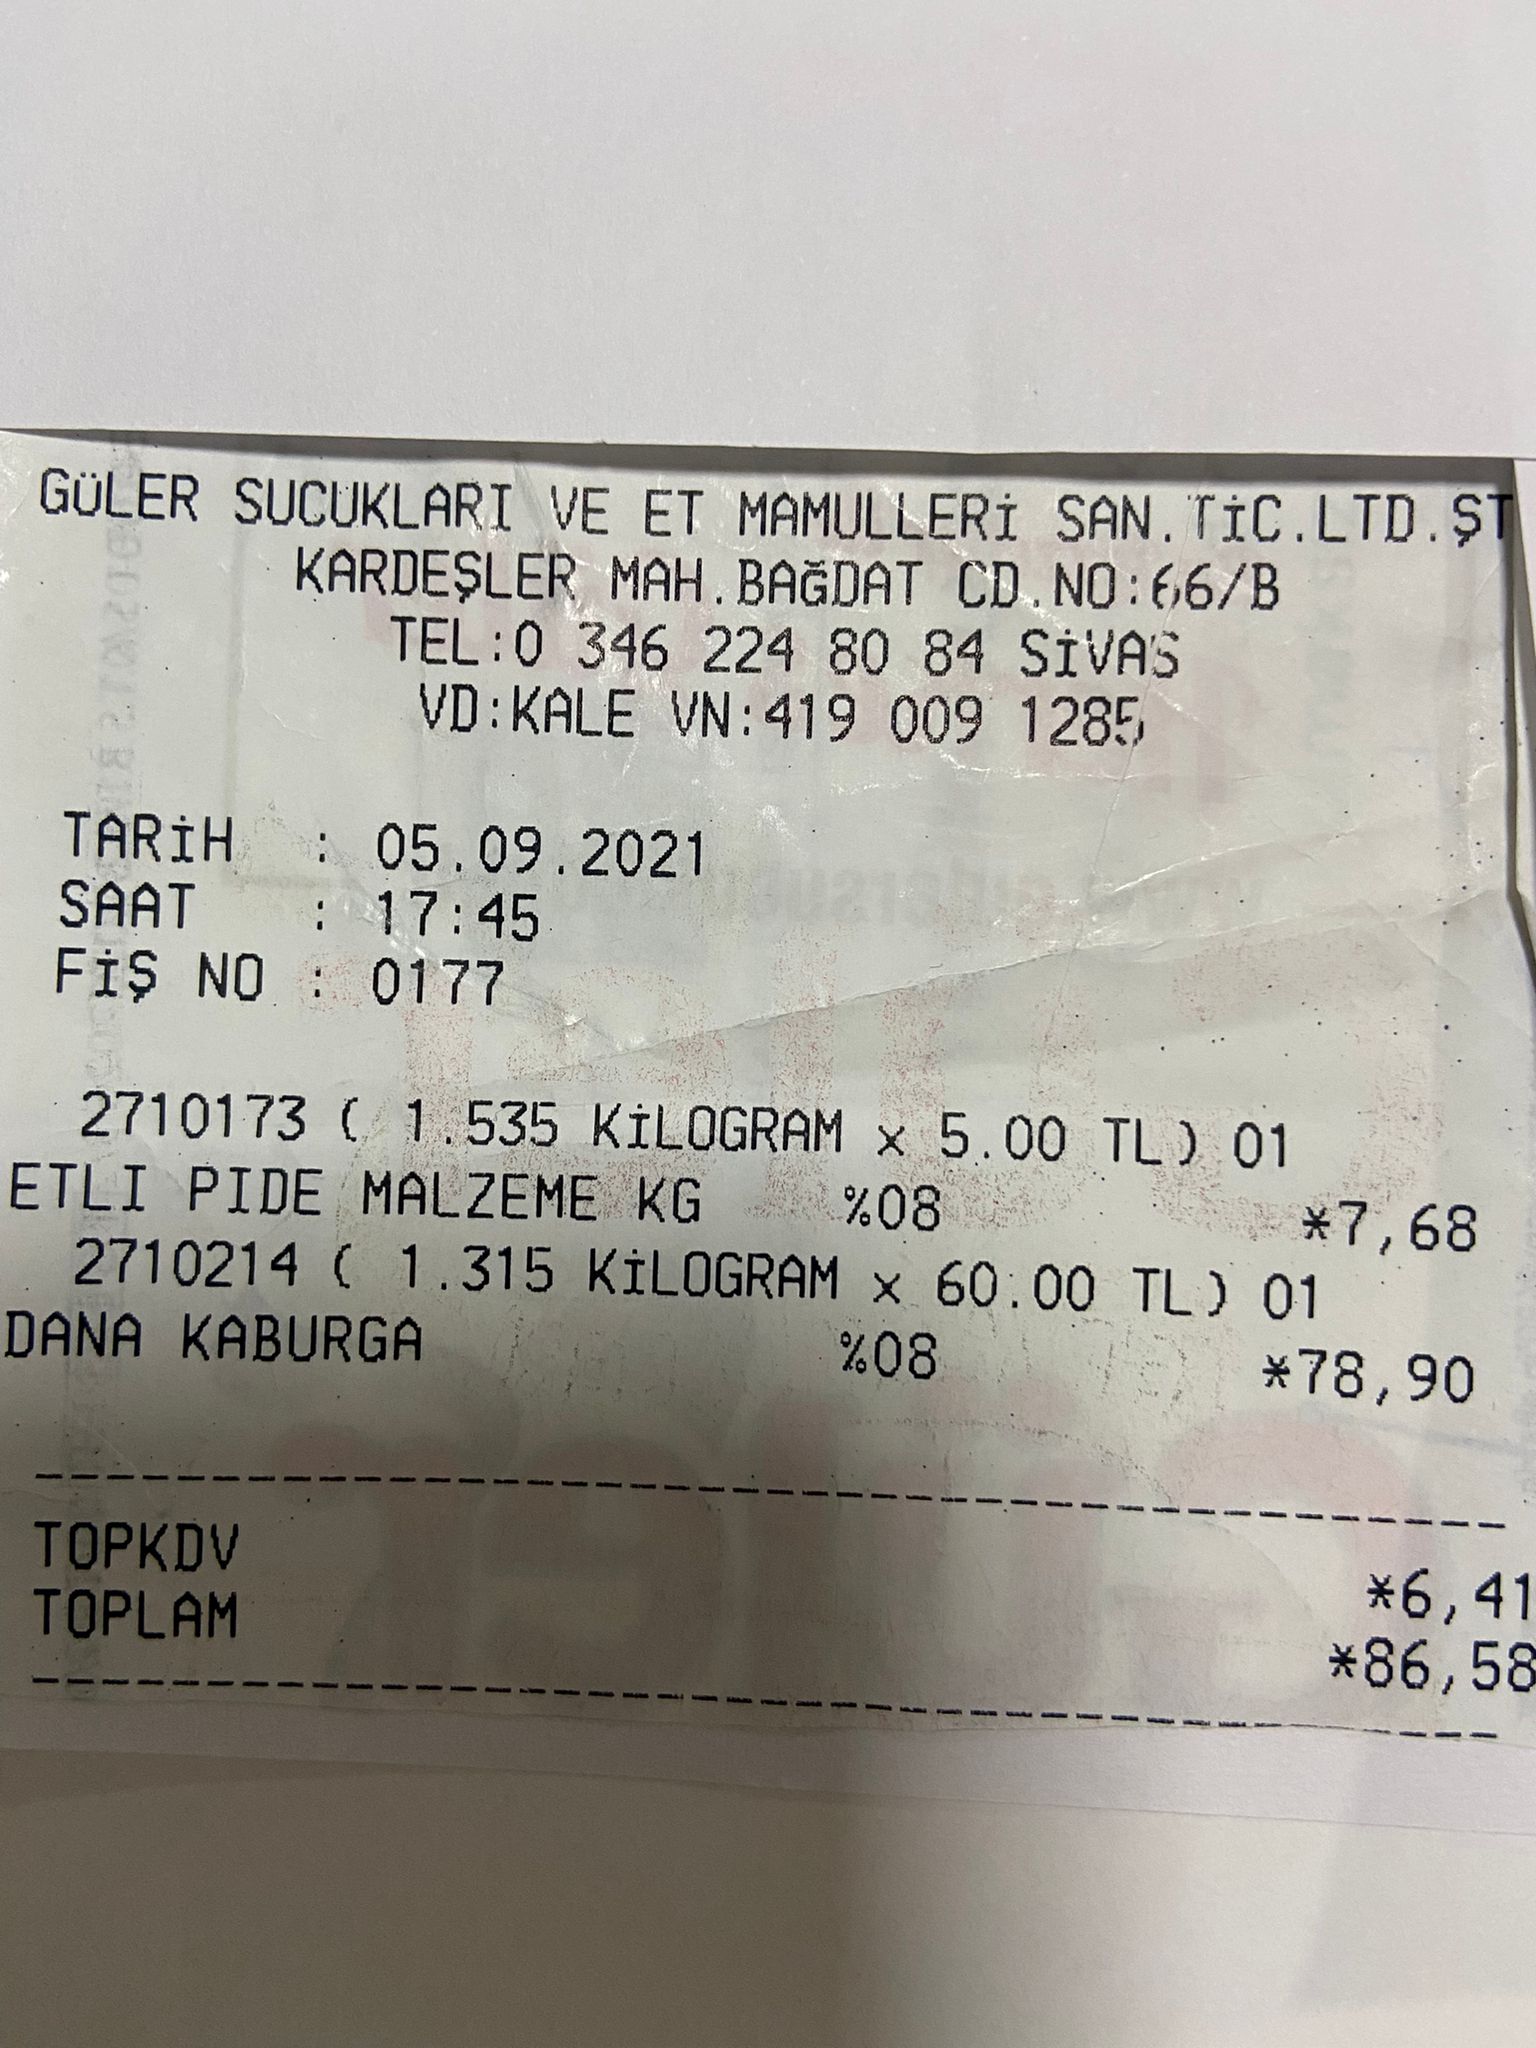 GÜLER SUCUKLARI VE ET MAMULLERİ SAN.TİC.LTD.ŞT
KARDEŞLER MAH.BAĞDAT CD.NO:66/B
TEL:0 346 224 80 84 SİVAS
VD:KALE VN:419 009 1285
TARİH : 05.09.2021
SAAT : 17:45
FİŞ NO : 0177
2710173 ( 1.535 KİLOGRAM x 5.00 TL) 01
ETLI PIDE MALZEME KG %08 *7,68
2710214 ( 1.315 KİLOGRAM x 60.00 TL) 01
DANA KABURGA %08 *78,90
TOPKDV *6,41
TOPLAM *86,58